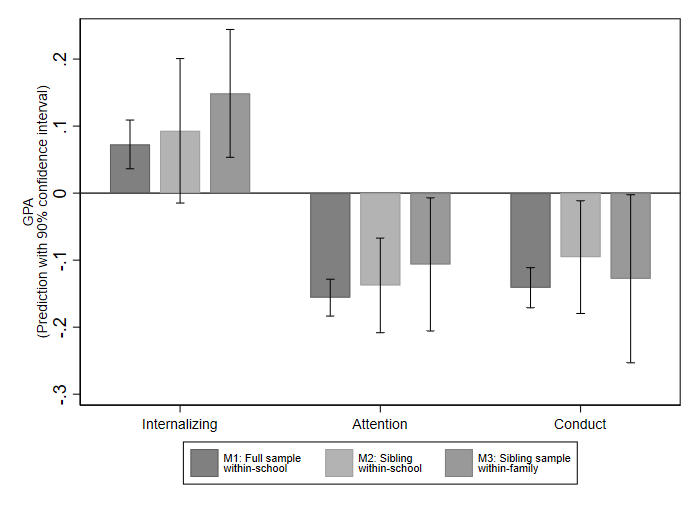 GPA
(Prediction with 90% confidence interval)
.2
.1
0
-.1
-.2
-.3
Internalizing
Attention
Conduct
M1: Full sample
within-school
M2: Sibling
within-school
M3: Sibling sample
within-family